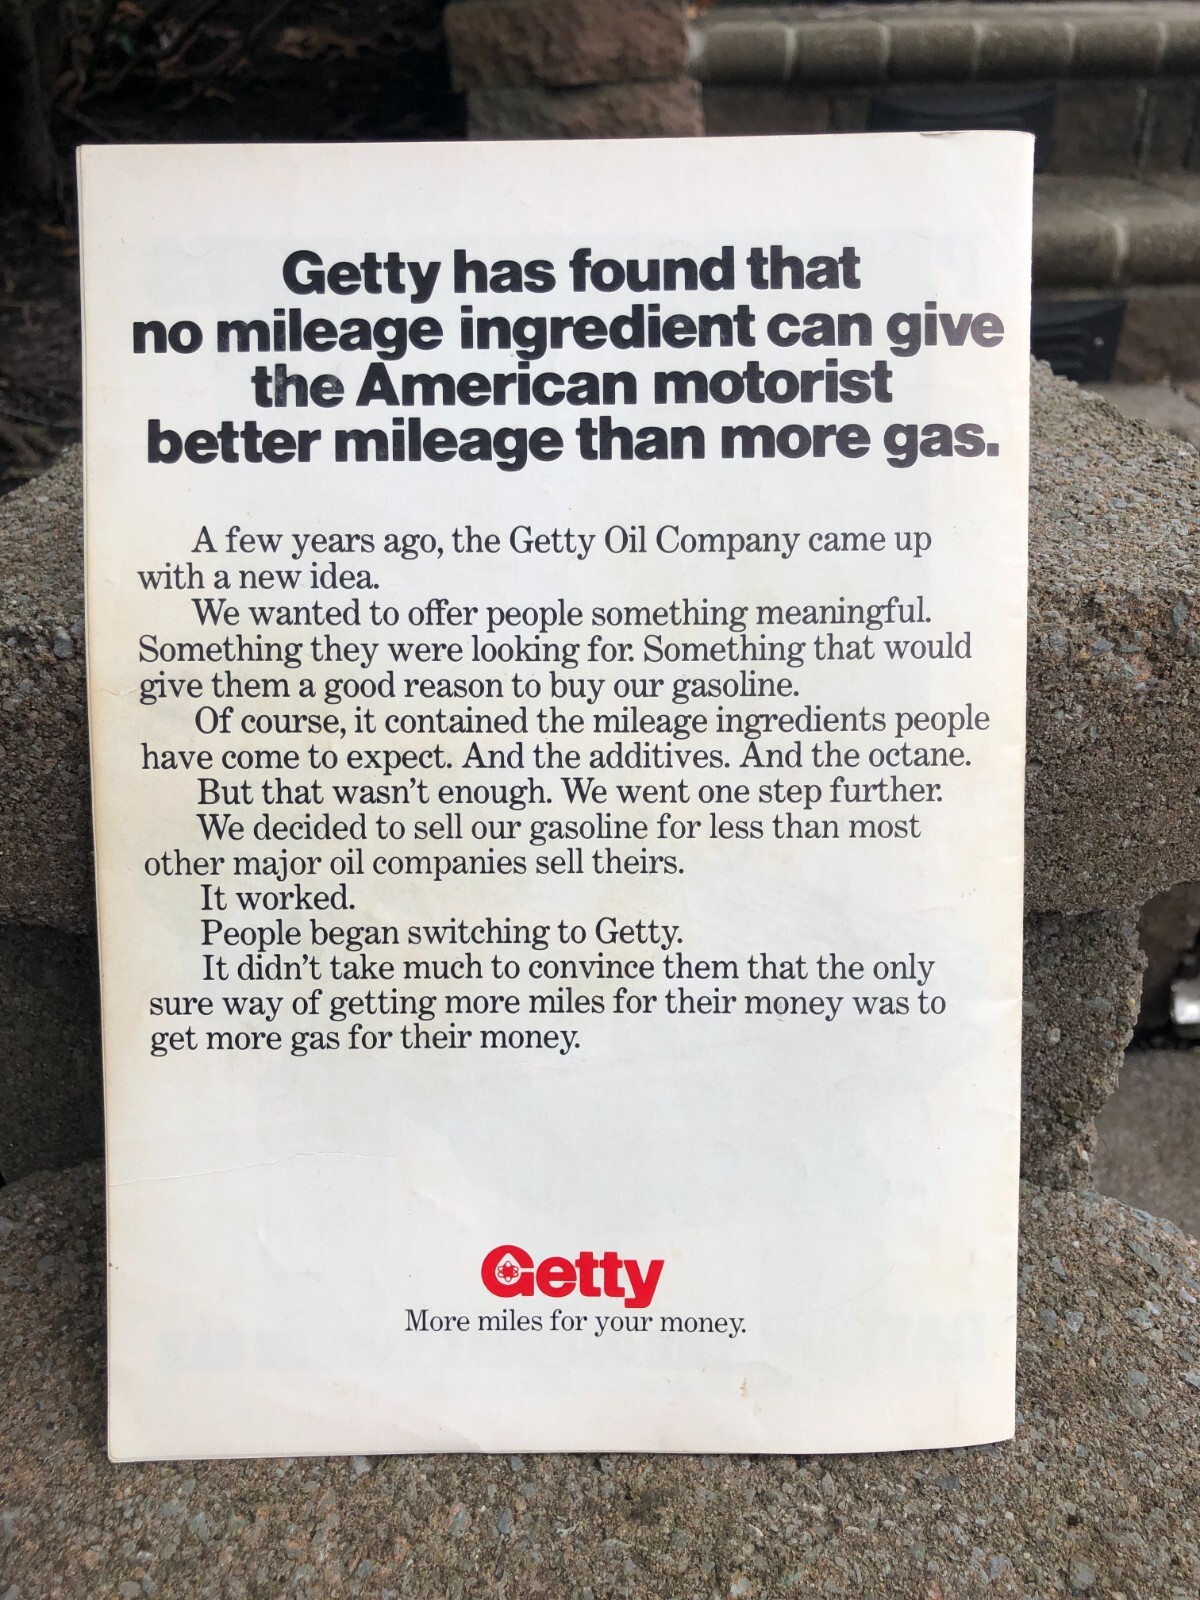 Getty has found that
no mileage ingredient can give
the American motorist
better mileage than more gas.
A few years ago, the Getty Oil Company came up
with a new idea.
We wanted to offer people something meaningful.
Something they were looking for. Something that would
give them a good reason to buy our gasoline.
Of course, it contained the mileage ingredients people
have come to expect. And the additives. And the octane.
But that wasn't enough. We went one step further.
We decided to sell our gasoline for less than most
other major oil companies sell theirs.
It worked.
People began switching to Getty.
It didn't take much to convince them that the only
sure way of getting more miles for their money was to
get more gas for their money.
Getty
More miles for your money.